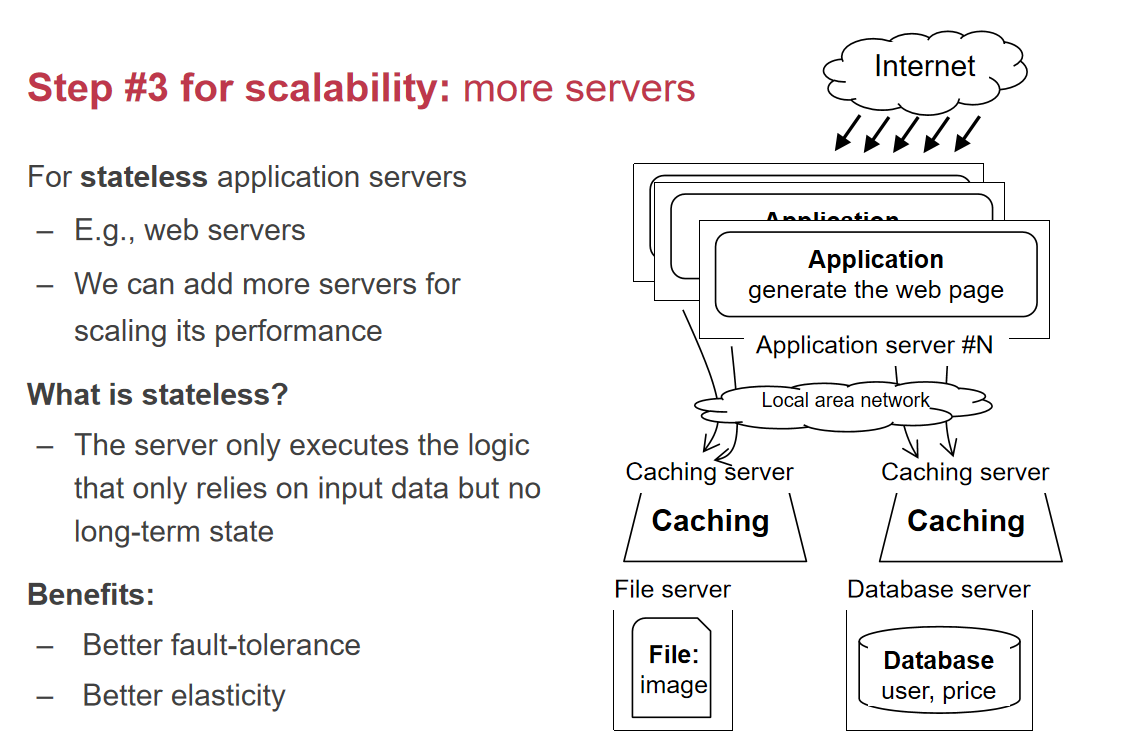 Step #3 for scalability: more servers
For stateless application servers
– E.g., web servers
– We can add more servers for
scaling its performance
What is stateless?
– The server only executes the logic
that only relies on input data but no
long-term state
Benefits:
– Better fault-tolerance
– Better elasticity
Internet
Application
Application
generate the web page
Application server #N
Local area network
Caching server
Caching server
Caching
Caching
File server
Database server
File:
image
Database
user, price